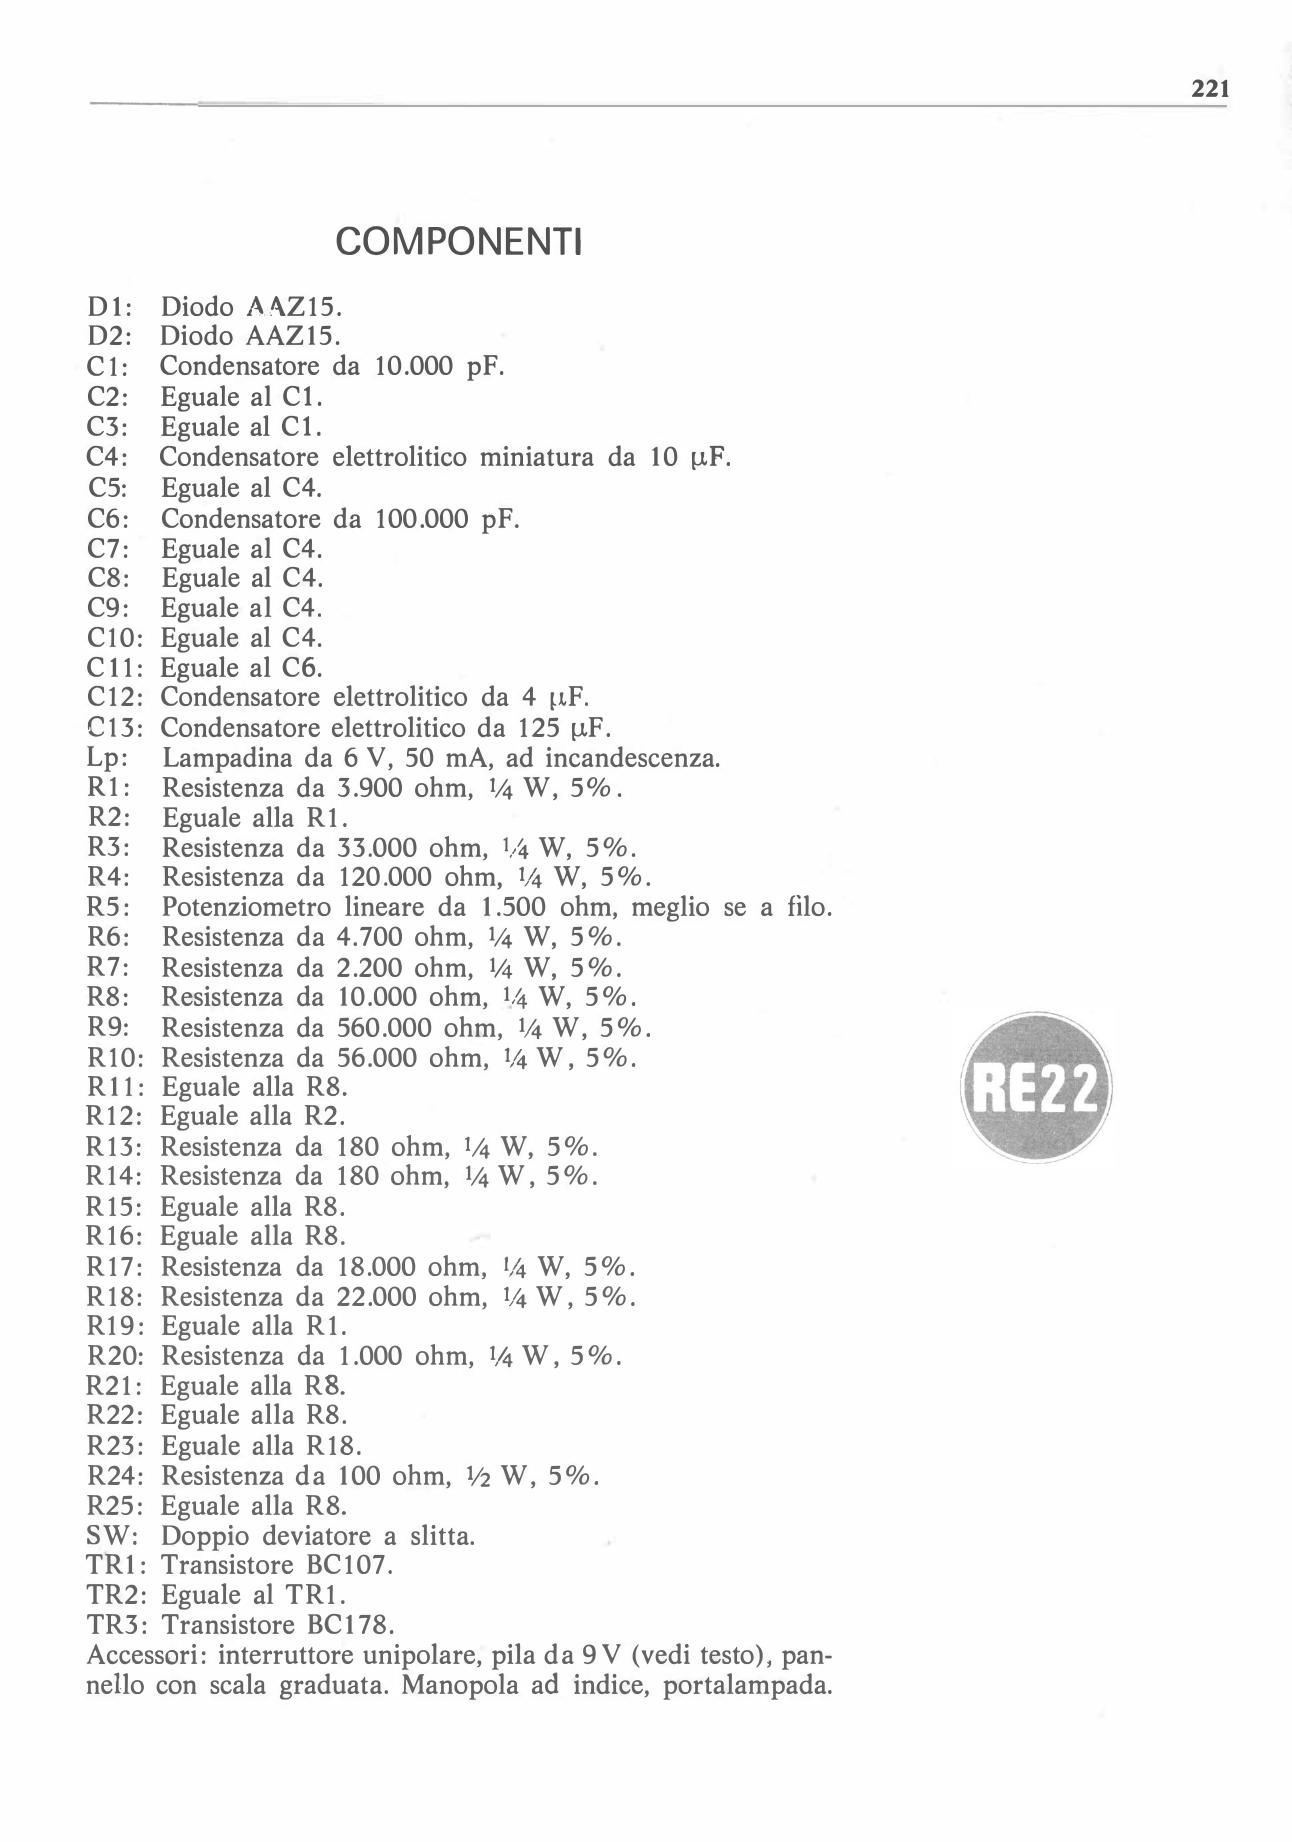 221
COMPONENTI
D1: Diodo AAZ15.
D2: Diodo AAZ15.
C1: Condensatore da 10.000 pF.
C2: Eguale al C1.
C3: Eguale al C1.
C4: Condensatore elettrolitico miniatura da 10 µF.
C5: Eguale al C4.
C6: Condensatore da 100.000 pF.
C7: Eguale al C4.
C8: Eguale al C4.
C9: Eguale al C4.
C10: Eguale al C4.
C11: Eguale al C6.
C12: Condensatore elettrolitico da 4 µF.
C13: Condensatore elettrolitico da 125 µF.
Lp: Lampadina da 6 V, 50 mA, ad incandescenza.
R1: Resistenza da 3.900 ohm, ¼ W, 5%.
R2: Eguale alla R1.
R3: Resistenza da 33.000 ohm, ¼ W, 5%.
R4: Resistenza da 120.000 ohm, ¼ W, 5%.
R5: Potenziometro lineare da 1.500 ohm, meglio se a filo.
R6: Resistenza da 4.700 ohm, ¼ W, 5%.
R7: Resistenza da 2.200 ohm, ¼ W, 5%.
R8: Resistenza da 10.000 ohm, ¼ W, 5%.
R9: Resistenza da 560.000 ohm, ¼ W, 5%.
R10: Resistenza da 56.000 ohm, ¼ W, 5%.
R11: Eguale alla R8.
R12: Eguale alla R2.
R13: Resistenza da 180 ohm, ¼ W, 5%.
R14: Resistenza da 180 ohm, ¼ W, 5%.
R15: Eguale alla R8.
R16: Eguale alla R8.
R17: Resistenza da 18.000 ohm, ¼ W, 5%.
R18: Resistenza da 22.000 ohm, ¼ W, 5%.
R19: Eguale alla R1.
R20: Resistenza da 1.000 ohm, ¼ W, 5%.
R21: Eguale alla R8.
R22: Eguale alla R8.
R23: Eguale alla R18.
R24: Resistenza da 100 ohm, ½ W, 5%.
R25: Eguale alla R8.
SW: Doppio deviatore a slitta.
TR1: Transistore BC107.
TR2: Eguale al TR1.
TR3: Transistore BC178.
Accessori: interruttore unipolare, pila da 9 V (vedi testo), pan-
nello con scala graduata. Manopola ad indice, portalampada.
RE22